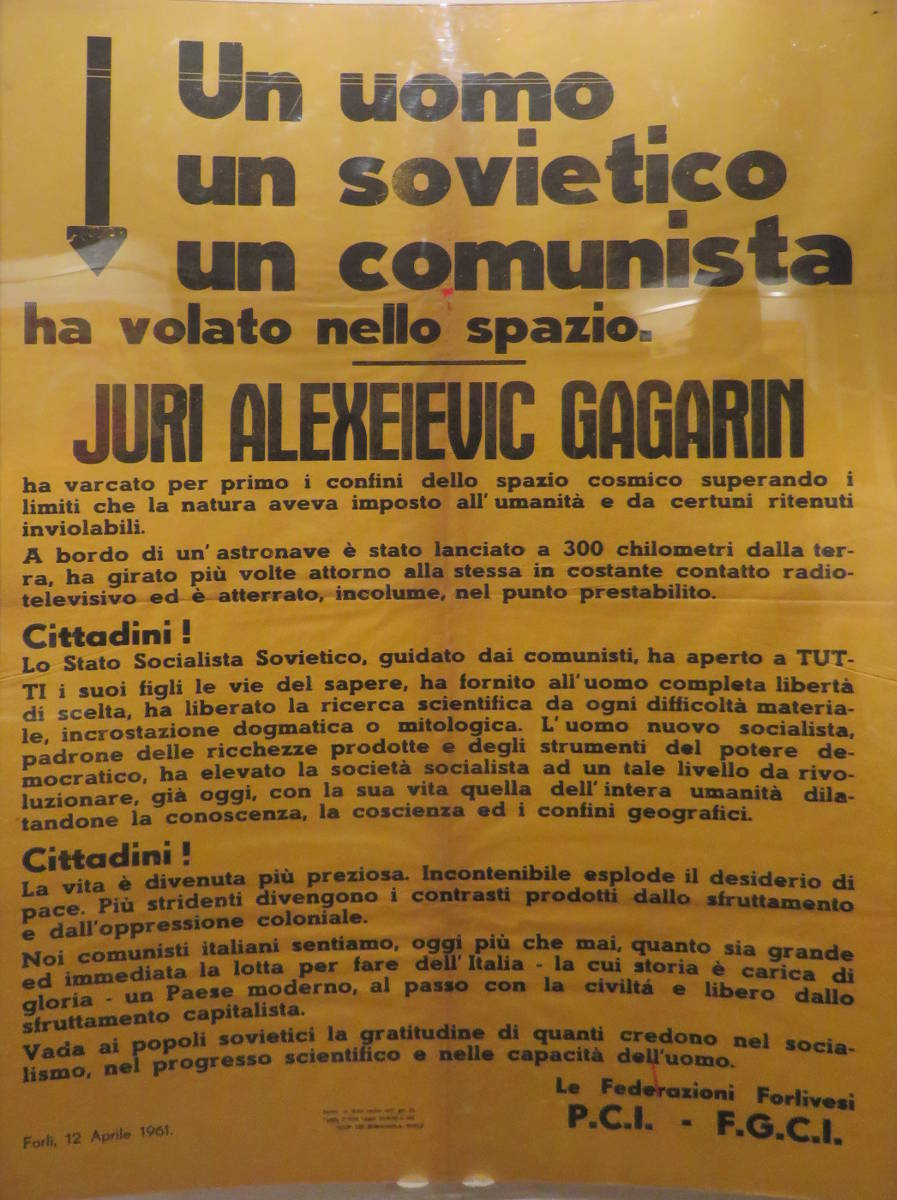 Un uomo
un sovietico
un comunista
ha volato nello spazio.
JURI ALEXEIEVIC GAGARIN
ha varcato per primo i confini dello spazio cosmico superando i
limiti che la natura aveva imposto all'umanità e da certuni ritenuti
inviolabili.
A bordo di un'astronave è stato lanciato a 300 chilometri dalla ter-
ra, ha girato più volte attorno alla stessa in costante contatto radio-
televisivo ed è atterrato, incolume, nel punto prestabilito.
Cittadini!
Lo Stato Socialista Sovietico, guidato dai comunisti, ha aperto a TUT-
TI i suoi figli le vie del sapere, ha fornito all'uomo completa libertà
di scelta, ha liberato la ricerca scientifica da ogni difficoltà materia-
le, incrostazione dogmatica o mitologica. L'uomo nuovo socialista,
padrone delle ricchezze prodotte e degli strumenti del potere de-
mocratico, ha elevato la società socialista ad un tale livello da rivo-
luzionare, già oggi, con la sua vita quella dell'intera umanità dila-
tandone la conoscenza, la coscienza ed i confini geografici.
Cittadini!
La vita è divenuta più preziosa. Incontenibile esplode il desiderio di
pace. Più stridenti divengono i contrasti prodotti dallo sfruttamento
e dall'oppressione coloniale.
Noi comunisti italiani sentiamo, oggi più che mai, quanto sia grande
ed immediata la lotta per fare dell'Italia - la cui storia è carica di
gloria - un Paese moderno, al passo con la civiltá e libero dallo
sfruttamento capitalista.
Vada ai popoli sovietici la gratitudine di quanti credono nel socia-
lismo, nel progresso scientifico e nelle capacità dell'uomo.
Le Federazioni Forlivesi
P.C.I. - F.G.C.I.
Forlì, 12 Aprile 1961.